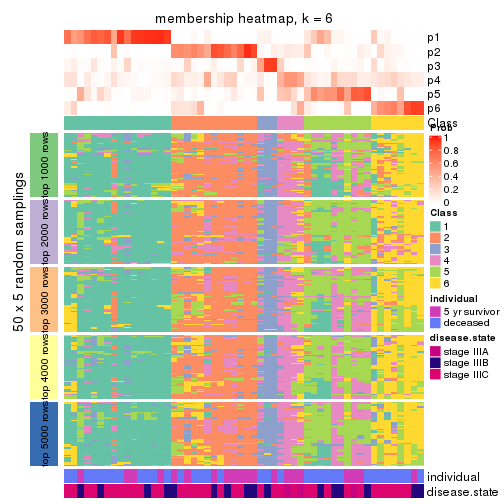 membership heatmap, k = 6
p1
p2
p3
p4
p5
p6
Class
Prob
1
0.8
0.6
0.4
0.2
0
Class
1
2
3
4
5
6
individual
5 yr survivor
deceased
disease.state
stage IIIA
stage IIIB
stage IIIC
50 x 5 random samplings
top 1000 rows
top 2000 rows
top 3000 rows
top 4000 rows
top 5000 rows
individual
disease.state